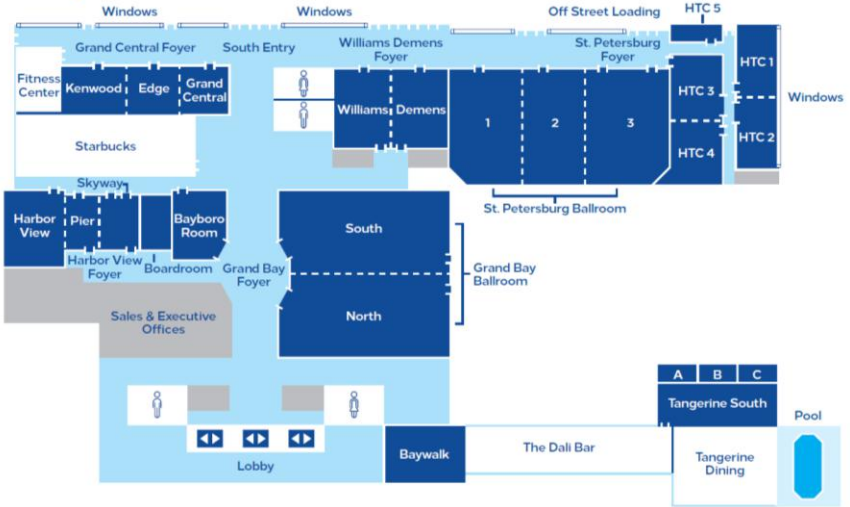 Windows
Windows
Off Street Loading
HTC 5
Grand Central Foyer
South Entry
Williams Demens
Foyer
St. Petersburg
Foyer
HTC 1
Fitness
Center
Kenwood
Edge
Grand
Central
Williams
Demens
1
2
3
HTC 3
Windows
HTC 2
HTC 4
Starbucks
Skyway
St. Petersburg Ballroom
Harbor
View
Pier
Bayboro
Room
South
Harbor View
Foyer
Boardroom
Grand Bay
Foyer
Grand Bay
Ballroom
Sales & Executive
Offices
North
A
B
C
Tangerine South
Pool
Lobby
Baywalk
The Dali Bar
Tangerine
Dining